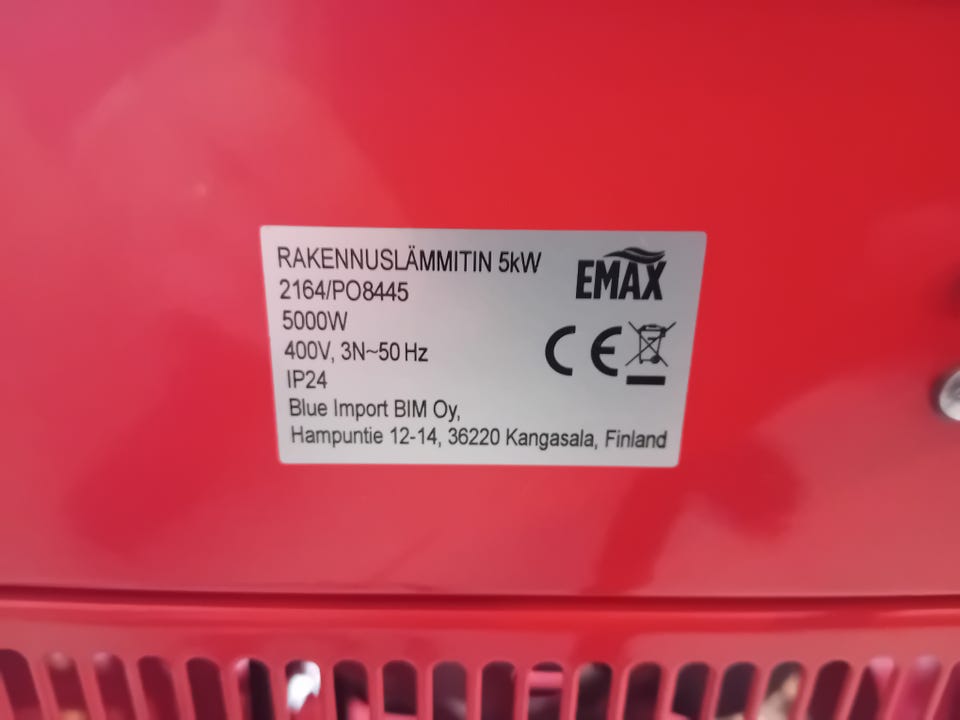 RAKENNUSLÄMMITIN 5kW
2164/PO8445
5000W
400V, 3N~50 Hz
IP24
Blue Import BIM Oy,
Hampuntie 12-14, 36220 Kangasala, Finland
EMAX
CE